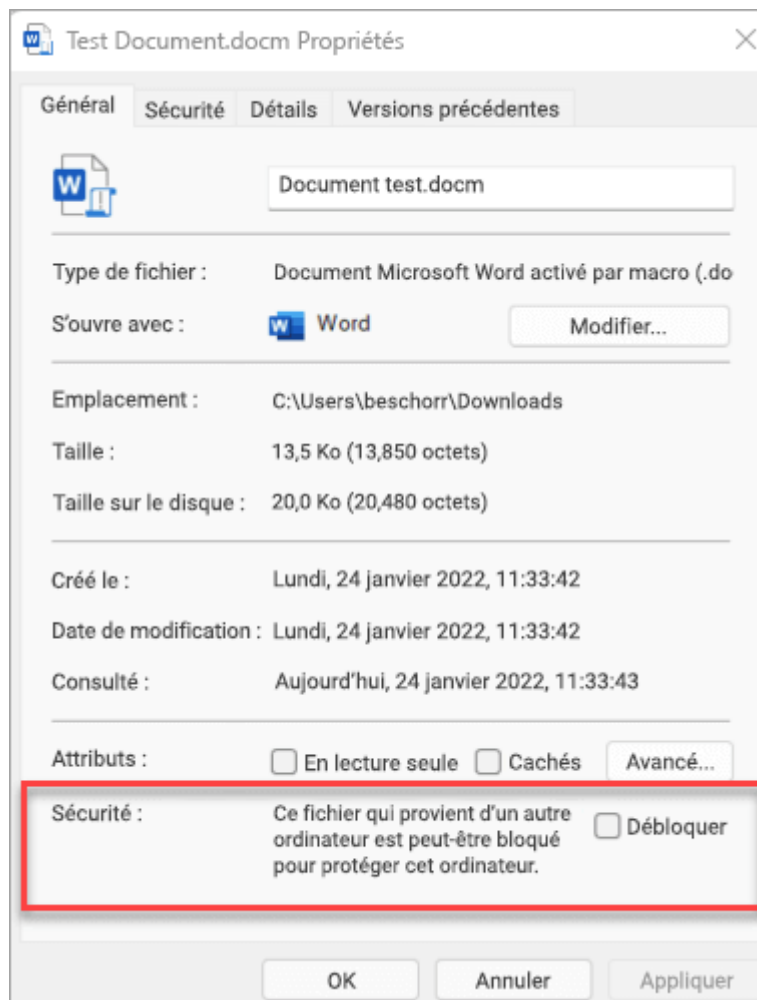 Test Document.docm Propriétés
Général Sécurité Détails Versions précédentes
Document test.docm
Type de fichier : Document Microsoft Word activé par macro (.do
S'ouvre avec : Word Modifier...
Emplacement : C:\Users\beschorr\Downloads
Taille : 13,5 Ko (13,850 octets)
Taille sur le disque : 20,0 Ko (20,480 octets)
Créé le : Lundi, 24 janvier 2022, 11:33:42
Date de modification : Lundi, 24 janvier 2022, 11:33:42
Consulté : Aujourd'hui, 24 janvier 2022, 11:33:43
Attributs : En lecture seule Cachés Avancé...
Sécurité : Ce fichier qui provient d'un autre
ordinateur est peut-être bloqué Débloquer
pour protéger cet ordinateur.
OK Annuler Appliquer